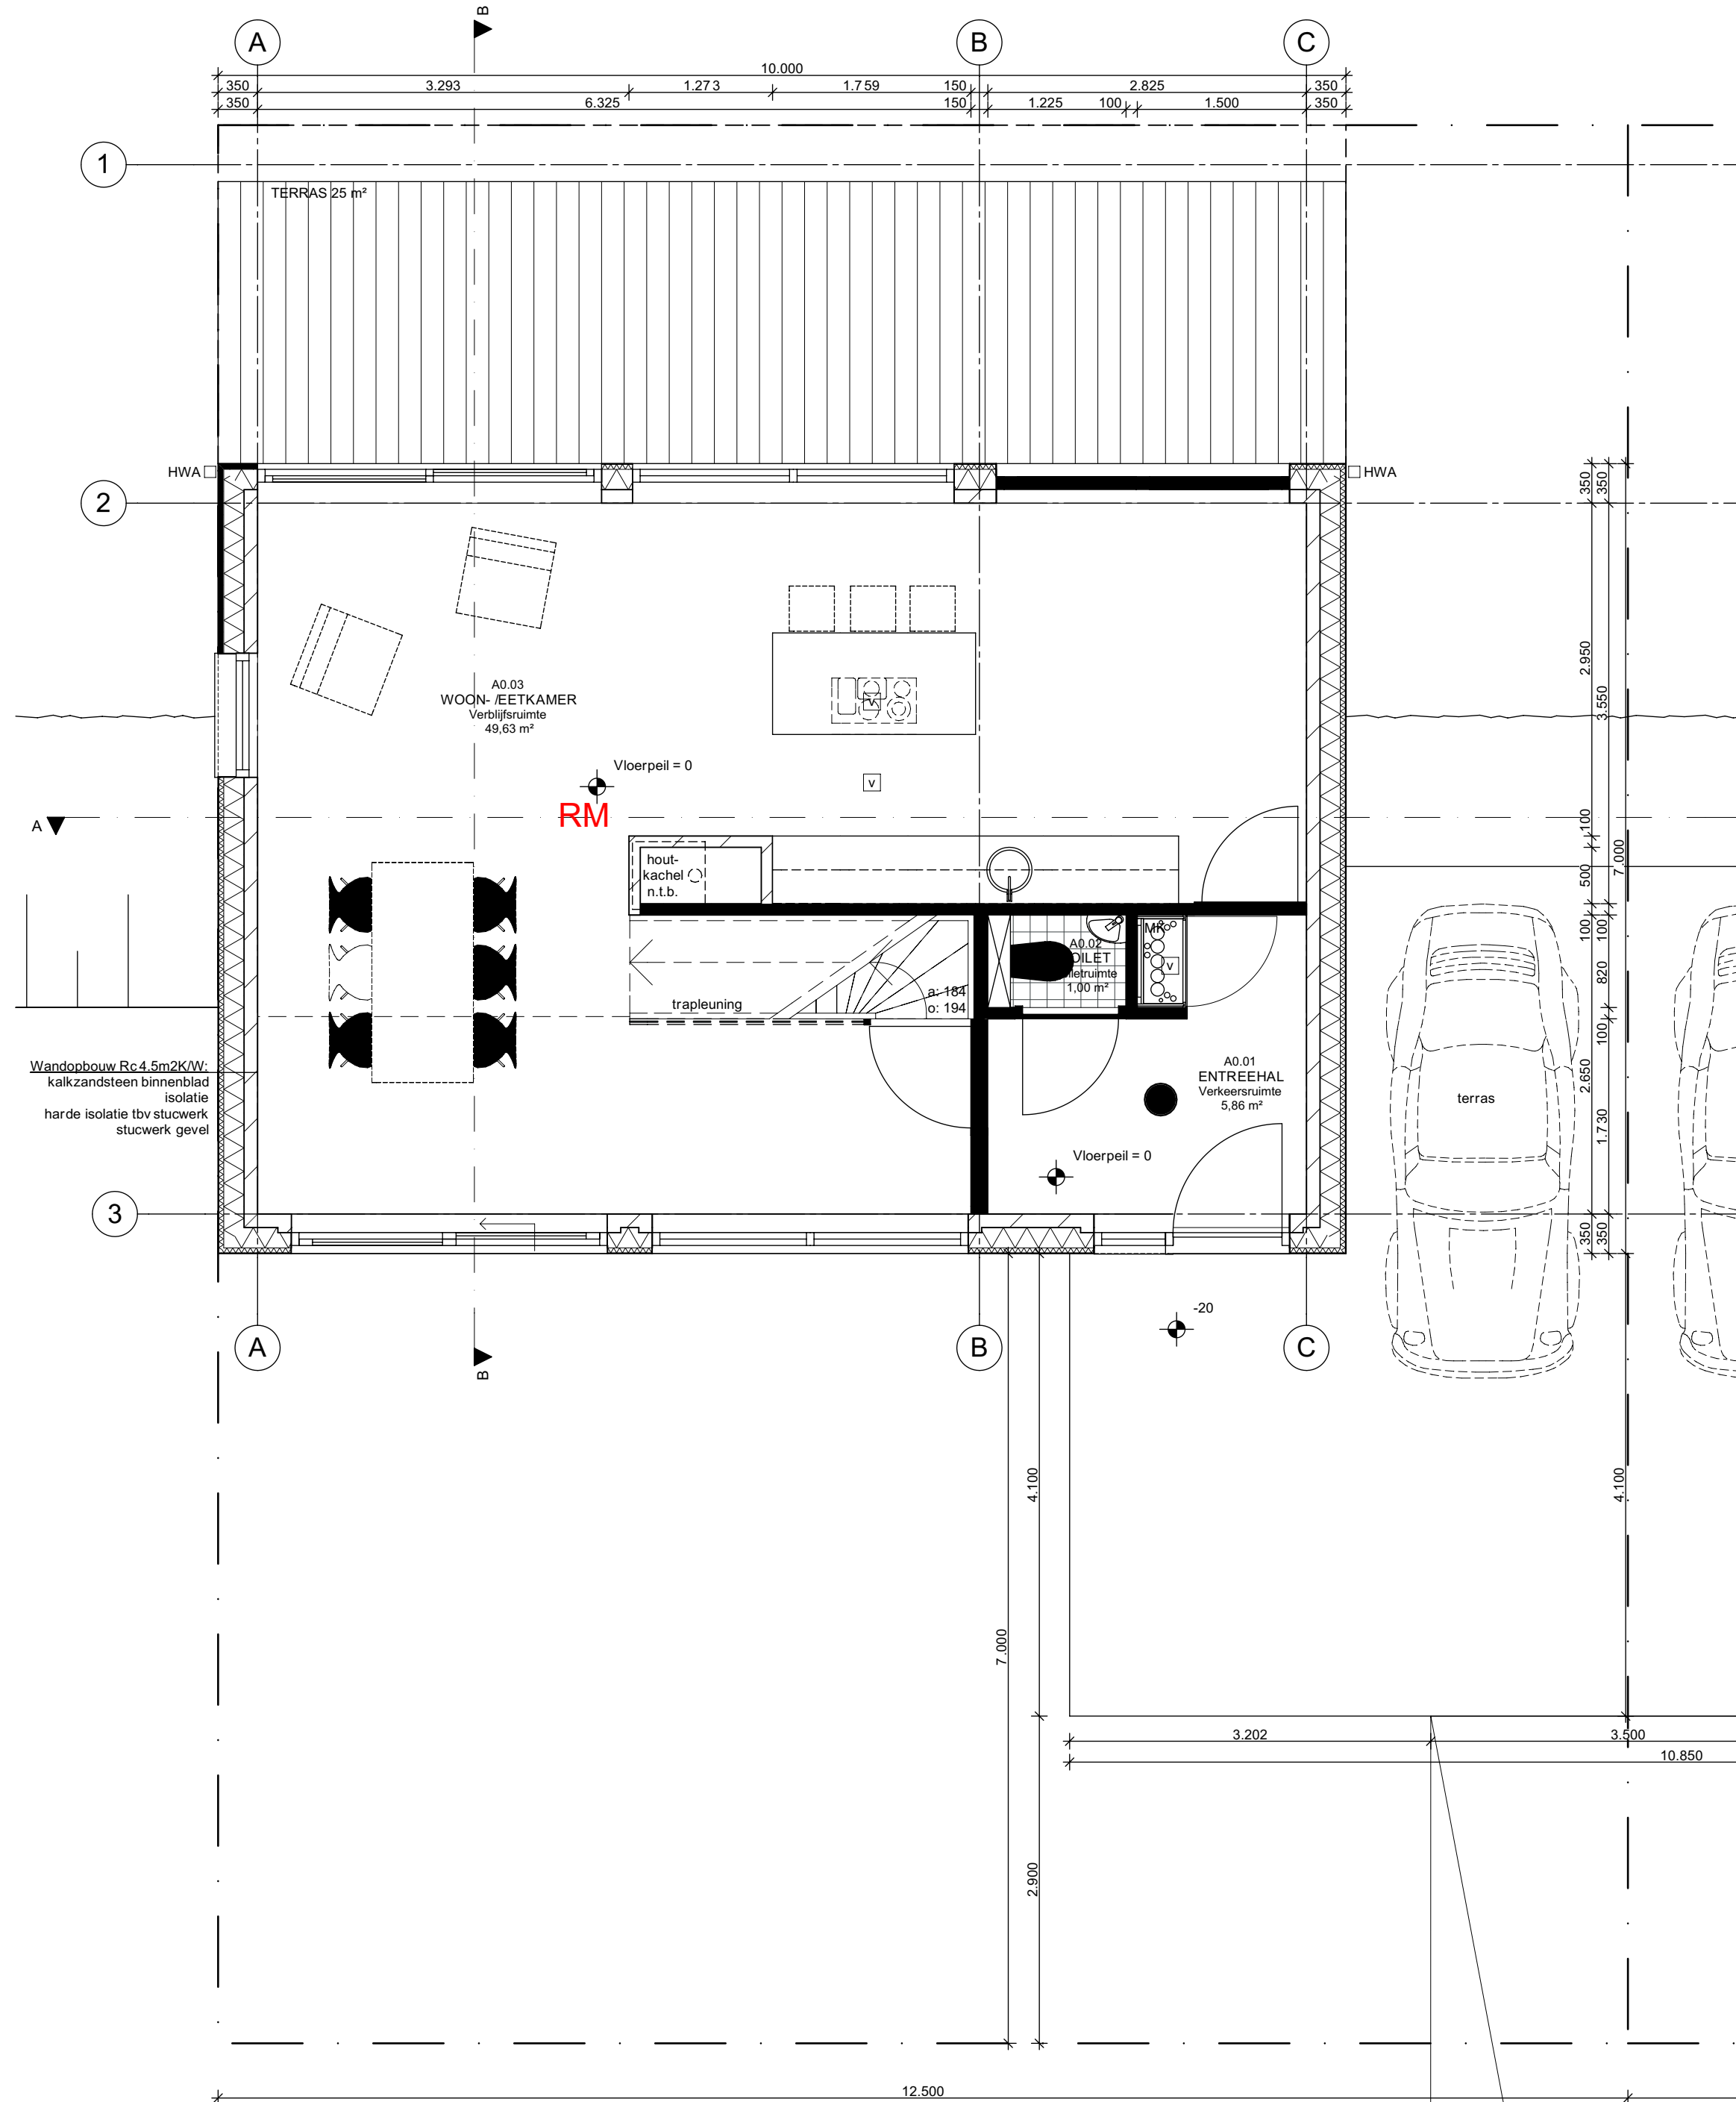 B
A
B
C
10.000
350
3.293
1.273
1.759
150
2.825
350
350
6.325
150
1.225
100
1.500
350
1
TERRAS 25 m²
HWA
HWA
2
350
350
A0.03
WOON- /EETKAMER
Verblijfsruimte
49,63 m²
2.950
3.550
v
Vloerpeil = 0
v
RM
A
100
7.000
hout-
kachel
n.t.b.
500
100
100
MK
A0.02
v
820
1,00 m²
a: 184
o: 194
trapleuning
100
Wandopbouw Rc 4.5m2K/W:
kalkzandsteen binnenblad
isolatie
harde isolatie tbv stucwerk
stucwerk gevel
A0.01
ENTREEHAL
Verkeersruimte
5,86 m²
2.650
terras
1.730
Vloerpeil = 0
3
350
350
-20
A
B
B
C
4.100
4.100
7.000
3.202
3.500
10.850
2.900
12.500